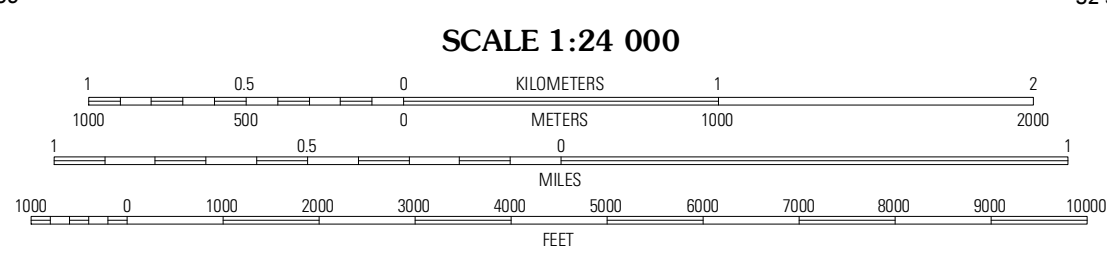 SCALE 1:24 000
1 0.5 0 KILOMETERS 1 2
1000 500 0 METERS 1000 2000
1 0.5 0 1
MILES
1000 0 1000 2000 3000 4000 5000 6000 7000 8000 9000 10000
FEET